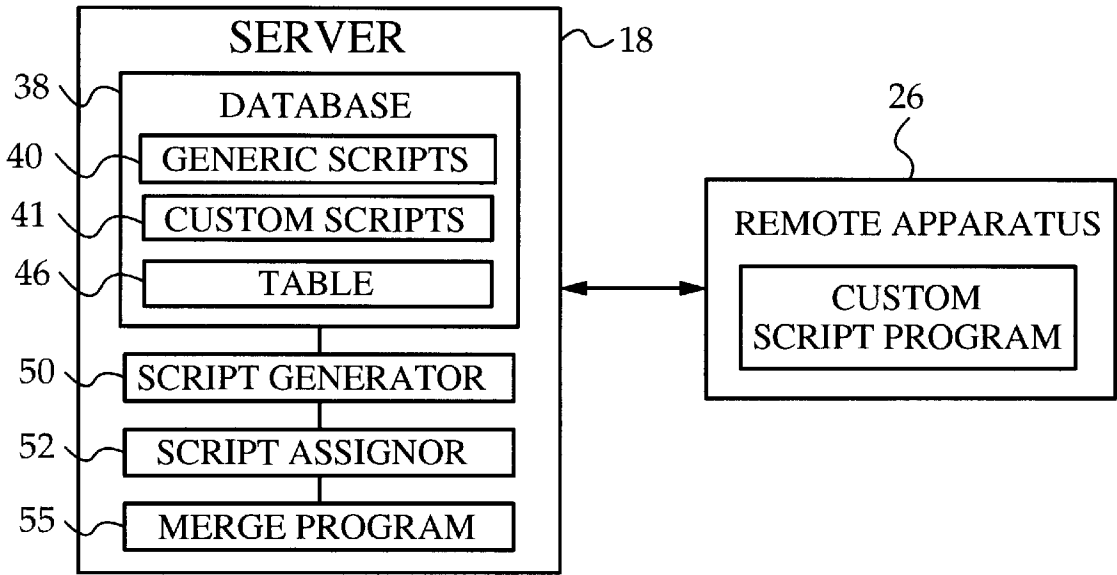 SERVER
18
38
DATABASE
40
GENERIC SCRIPTS
41
CUSTOM SCRIPTS
46
TABLE
50
SCRIPT GENERATOR
52
SCRIPT ASSIGNOR
55
MERGE PROGRAM
26
REMOTE APPARATUS
CUSTOM
SCRIPT PROGRAM